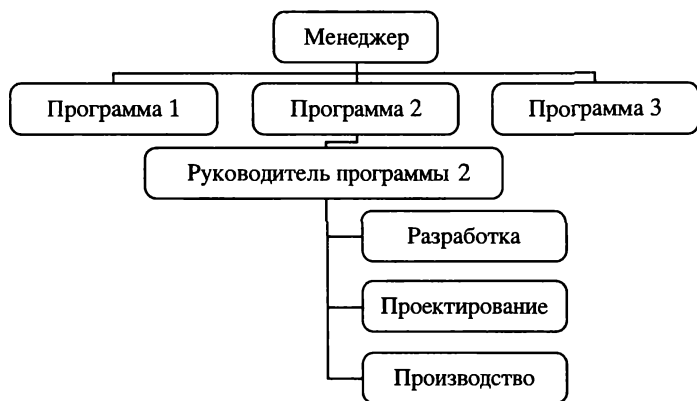 Менеджер
Программа 1
Программа 2
Программа 3
Руководитель программы 2
Разработка
Проектирование
Производство